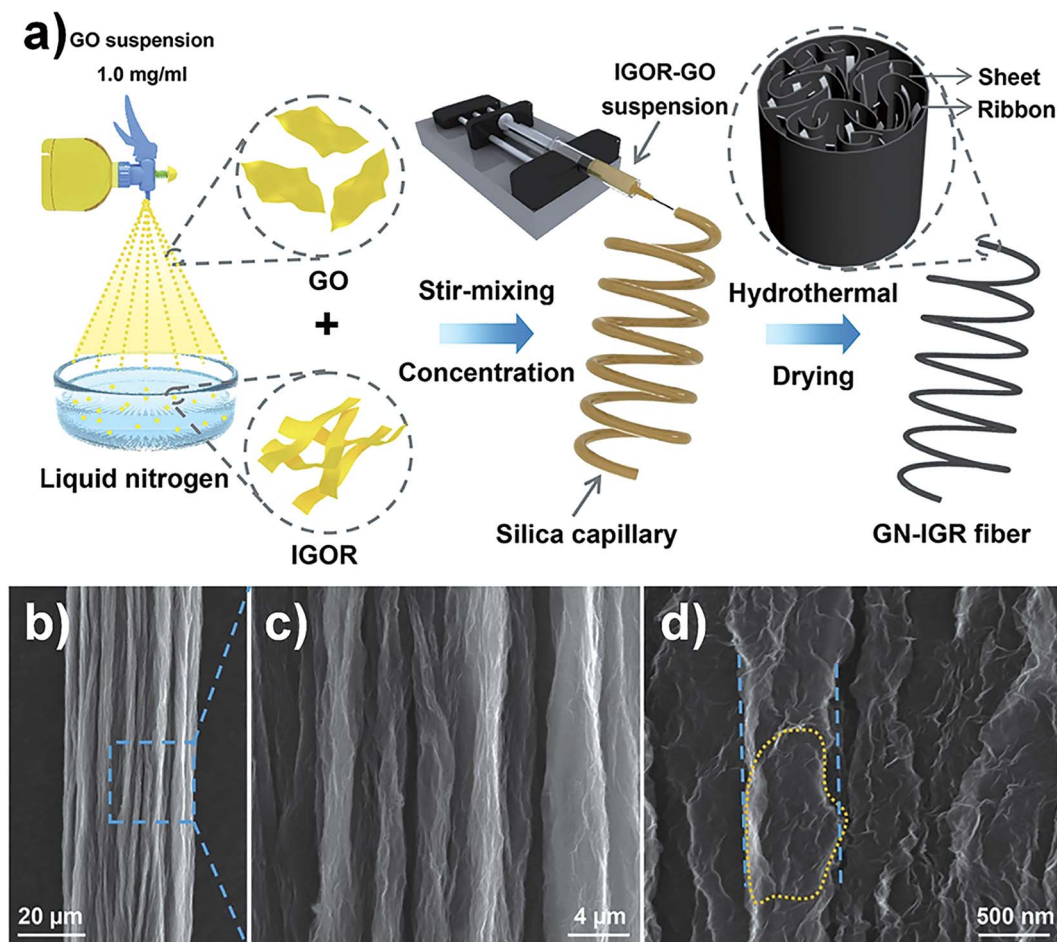 a)
GO suspension
1.0 mg/ml
GO
+
IGOR
Liquid nitrogen
Stir-mixing
Concentration
IGOR-GO
suspension
Silica capillary
Hydrothermal
Drying
Sheet
Ribbon
GN-IGR fiber
b)
20 μm
c)
4 μm
d)
500 nm